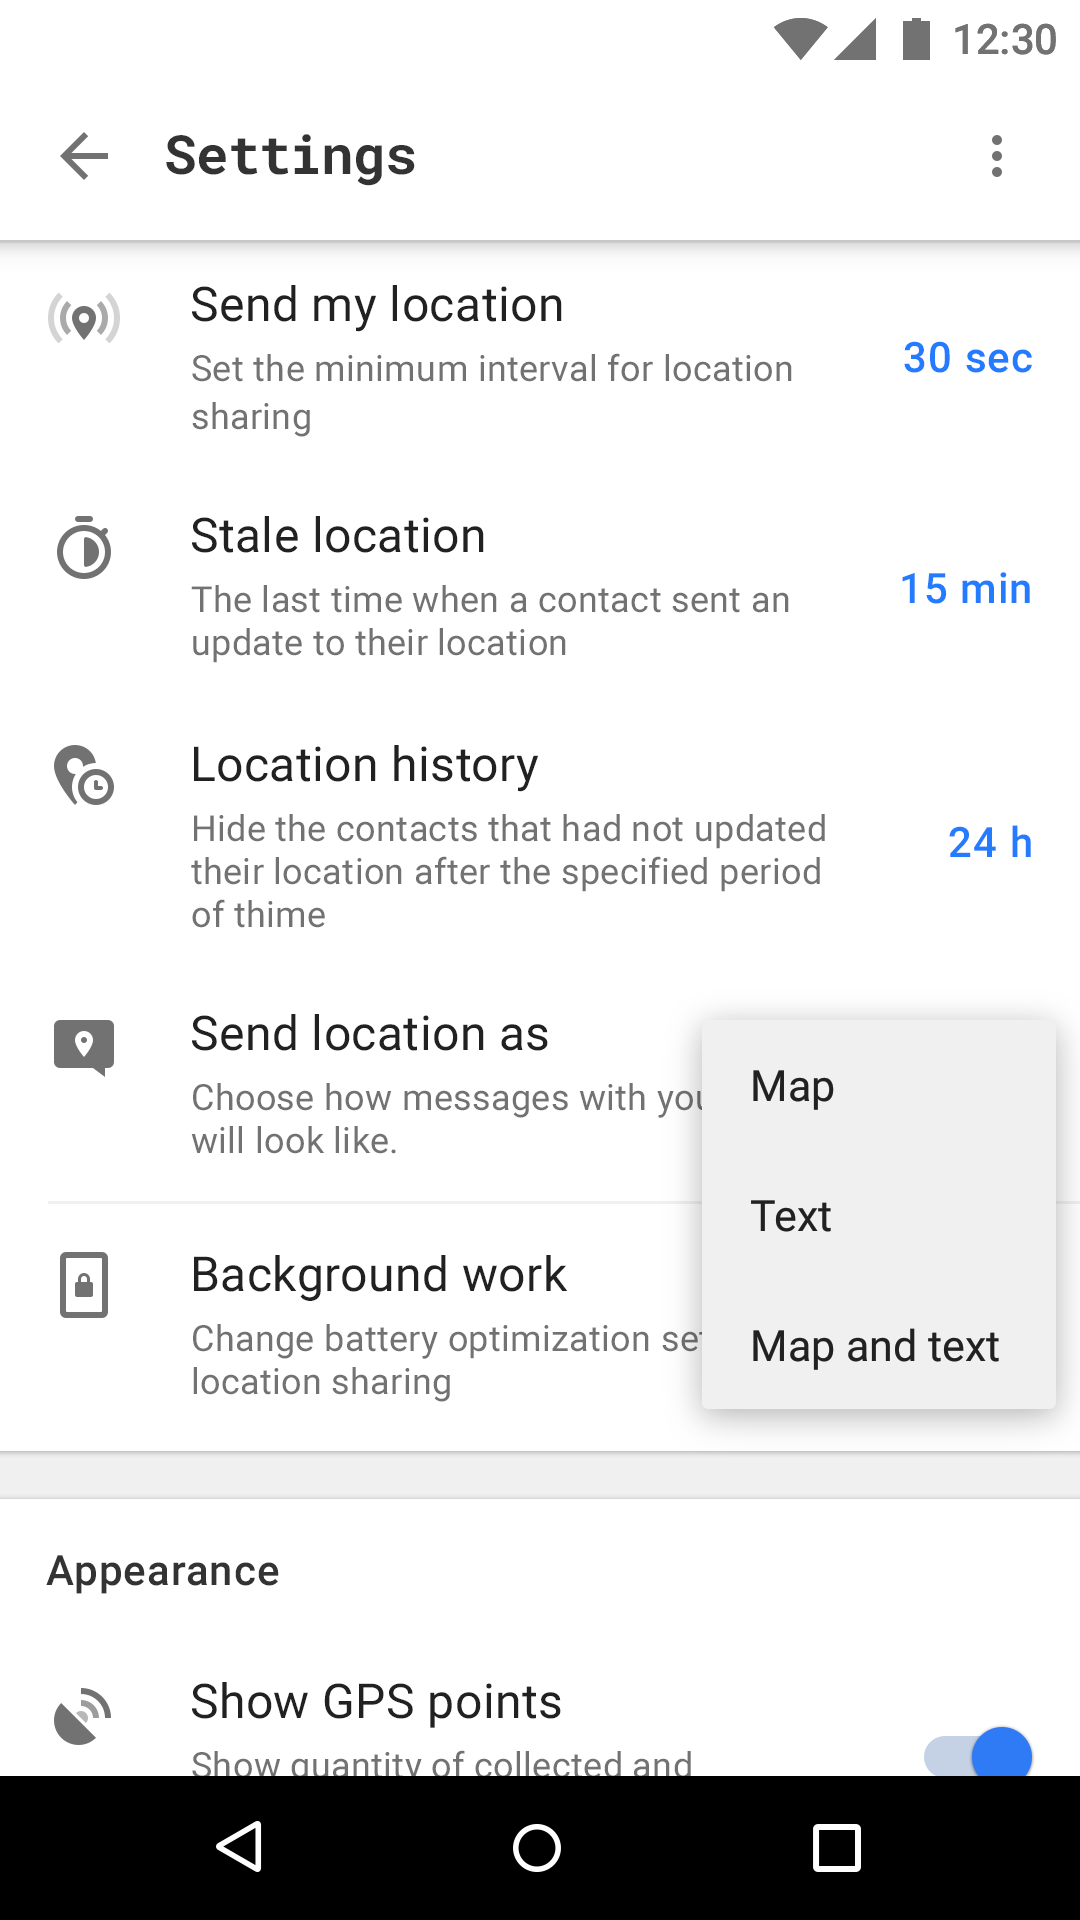 12:30
Settings
Send my location
Set the minimum interval for location
sharing
30 sec
Stale location
The last time when a contact sent an
update to their location
15 min
Location history
Hide the contacts that had not updated
their location after the specified period
of thime
24 h
Send location as
Choose how messages with you
will look like.
Map
Text
Map and text
Background work
Change battery optimization
location sharing
Appearance
Show GPS points
Show quantity of collected and